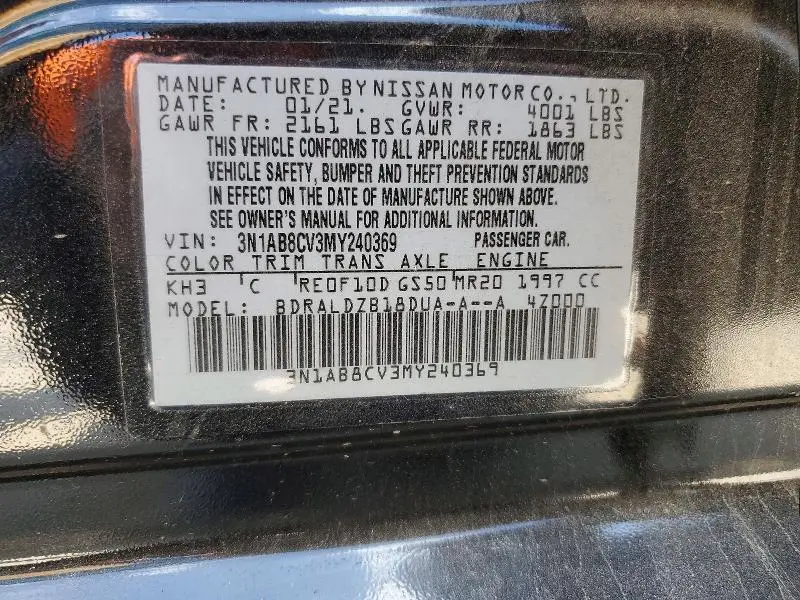 MANUFACTURED BY NISSAN MOTOR CO., LTD.
DATE: 01/21. GVWR: 4001 LBS
GAWR FR: 2161 LBS GAWR RR: 1863 LBS
THIS VEHICLE CONFORMS TO ALL APPLICABLE FEDERAL MOTOR
VEHICLE SAFETY, BUMPER AND THEFT PREVENTION STANDARDS
IN EFFECT ON THE DATE OF MANUFACTURE SHOWN ABOVE.
SEE OWNER'S MANUAL FOR ADDITIONAL INFORMATION.
VIN: 3N1AB8CV3MY240369 PASSENGER CAR.
COLOR TRIM TRANS AXLE ENGINE
KH3 C RE0F10D GS50 MR20 1997 CC
MODEL: BDRALDZB18DUA-A--A 4Z000
3N1AB8CV3MY240369